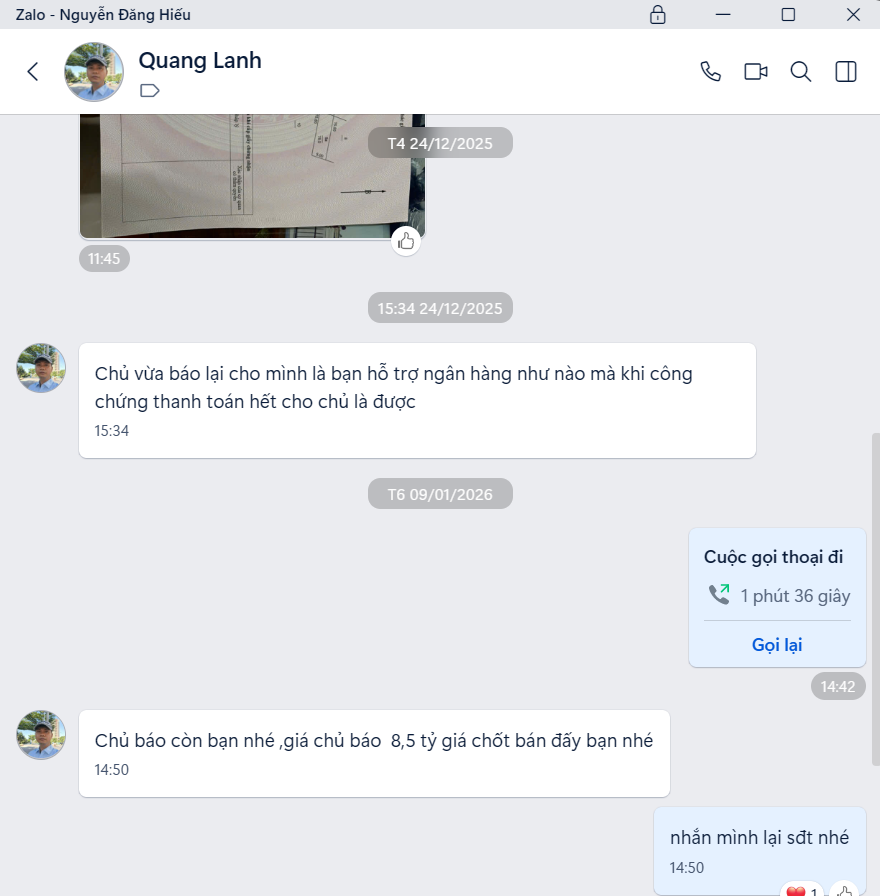 Zalo - Nguyễn Đăng Hiếu
Quang Lanh
T4 24/12/2025
11:45
15:34 24/12/2025
Chủ vừa báo lại cho mình là bạn hỗ trợ ngân hàng như nào mà khi công
chứng thanh toán hết cho chủ là được
15:34
T6 09/01/2026
Cuộc gọi thoại đi
1 phút 36 giây
Gọi lại
14:42
Chủ báo còn bạn nhé ,giá chủ báo  8,5 tỷ giá chốt bán đấy bạn nhé
14:50
nhắn mình lại sđt nhé
14:50
1